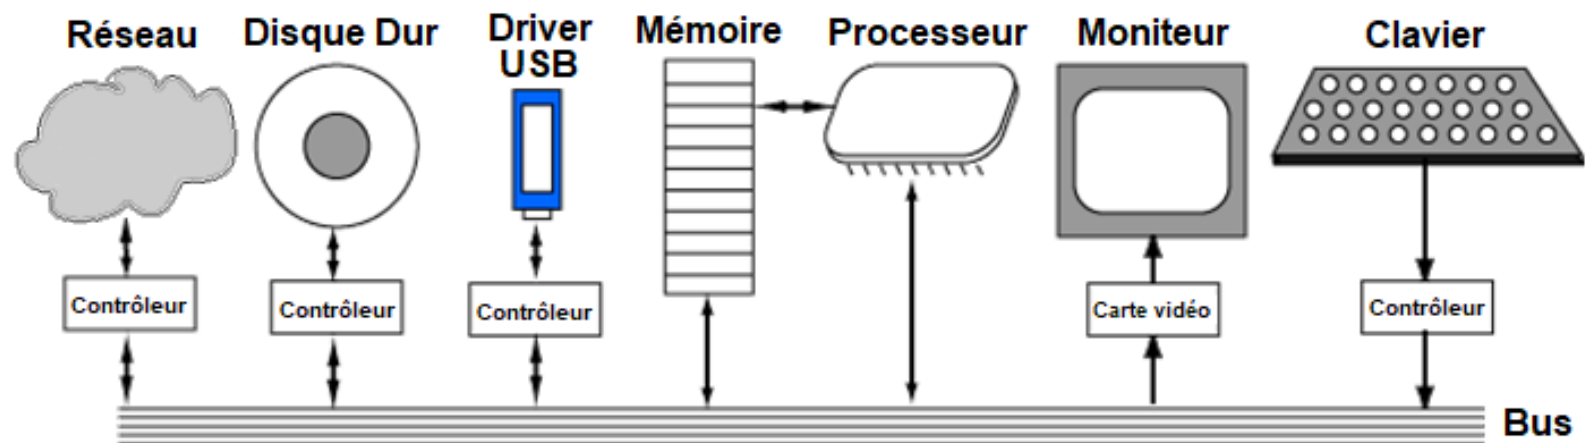 Réseau
Disque Dur
Driver
USB
Mémoire
Processeur
Moniteur
Clavier
Contrôleur
Contrôleur
Contrôleur
Carte vidéo
Contrôleur
Bus